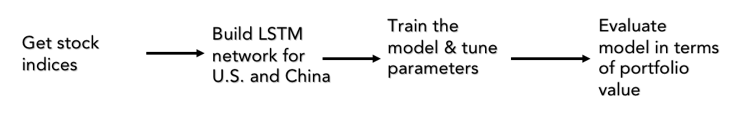 Get stock
indices
Build LSTM
network for
U.S. and China
Train the
model & tune
parameters
Evaluate
model in terms
of portfolio
value